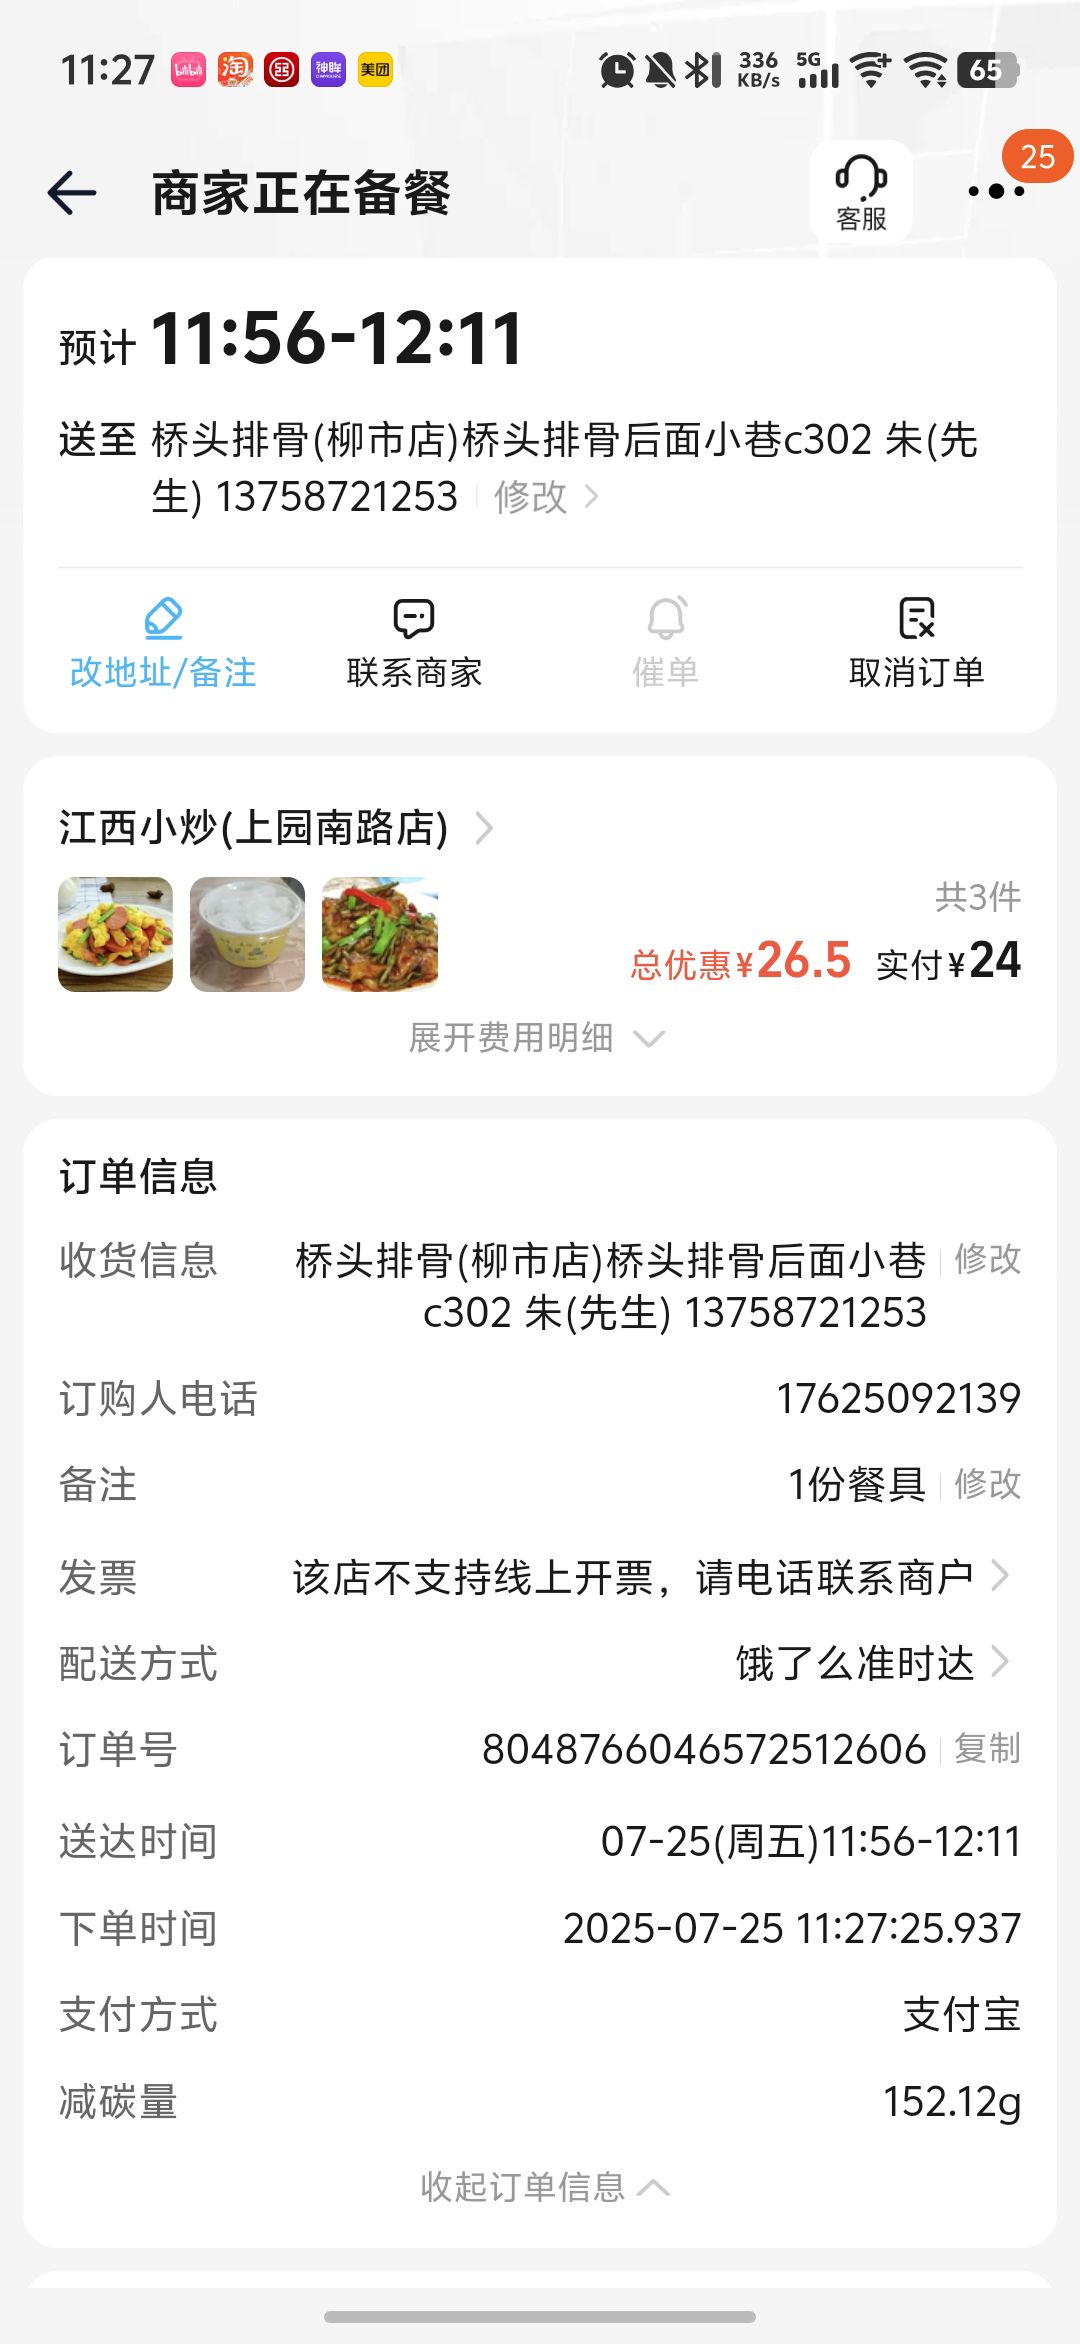 11:27 bilibili 淘 神眸 美团 336 KB/s 5G 65
商家正在备餐
客服
25
预计 11:56-12:11
送至 桥头排骨(柳市店)桥头排骨后面小巷c302 朱(先
生) 13758721253 修改
改地址/备注 联系商家 催单 取消订单
江西小炒(上园南路店)
共3件
总优惠¥26.5 实付¥24
展开费用明细
订单信息
收货信息 桥头排骨(柳市店)桥头排骨后面小巷 修改
c302 朱(先生) 13758721253
订购人电话 17625092139
备注 1份餐具 修改
发票 该店不支持线上开票，请电话联系商户
配送方式 饿了么准时达
订单号 8048766046572512606 复制
送达时间 07-25(周五)11:56-12:11
下单时间 2025-07-25 11:27:25.937
支付方式 支付宝
减碳量 152.12g
收起订单信息